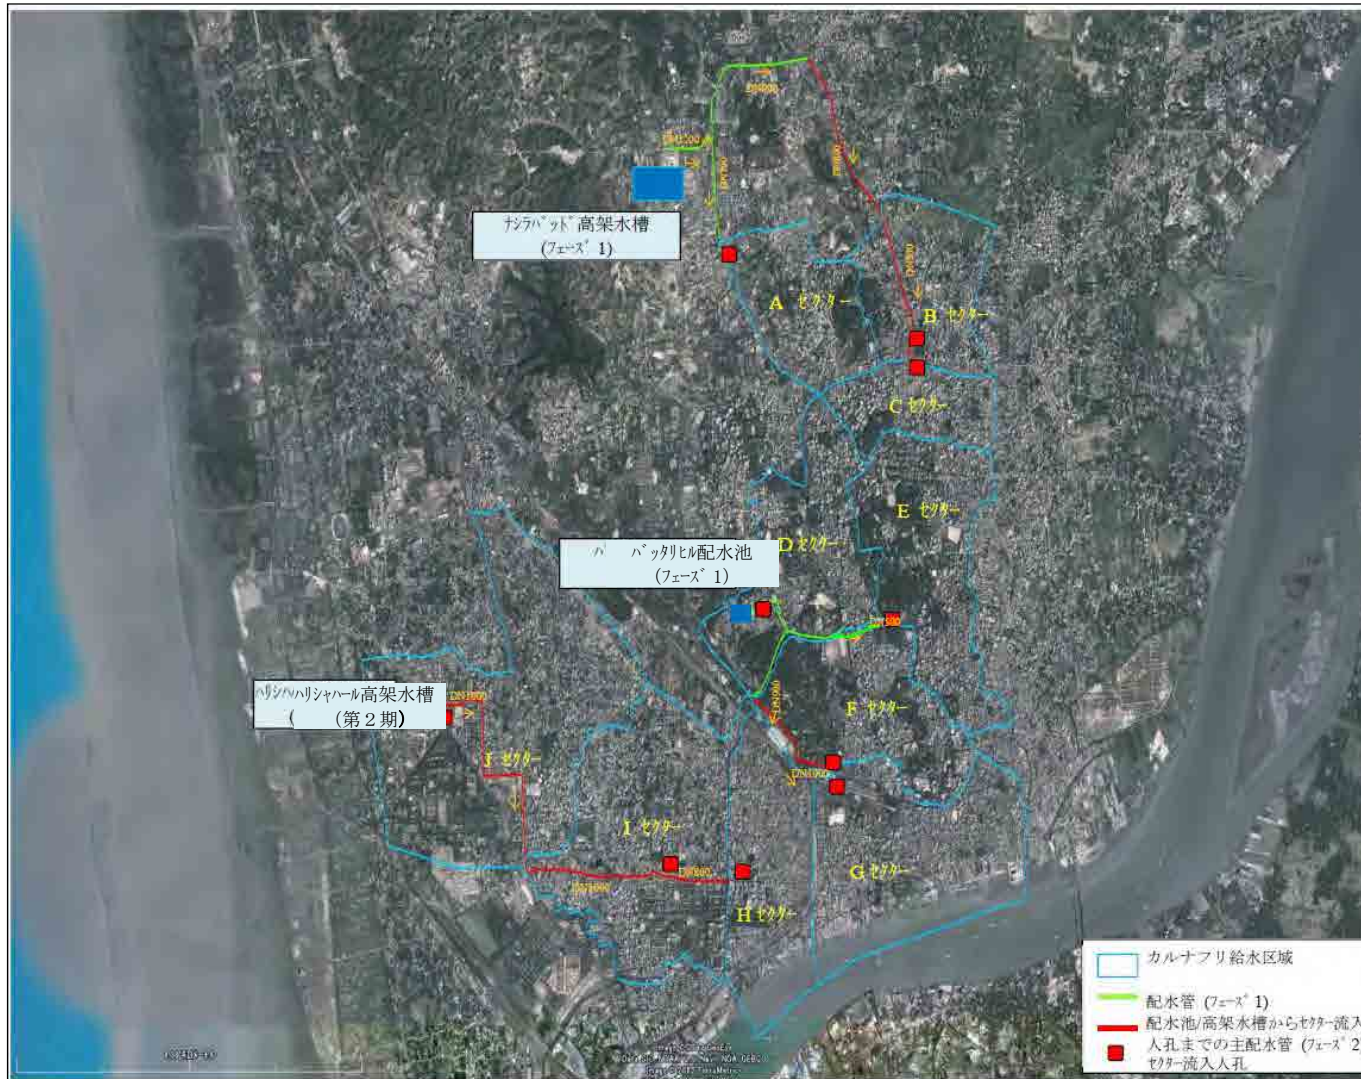 DN900
DN1200
DN700
DN800
ナシラバッド高架水槽
(フェーズ 1)
DN800
A セクター
B セクター
C セクター
E セクター
D セクター
バッタリヒル配水池
(フェーズ 1)
DN900
F セクター
ハリシャハール高架水槽
(第２期)
J セクター
I セクター
DN800
G セクター
H セクター
カルナフリ給水区域
配水管 (フェーズ 1)
配水池/高架水槽からセクター流入
人孔までの主配水管 (フェーズ 2)
セクター流入人孔